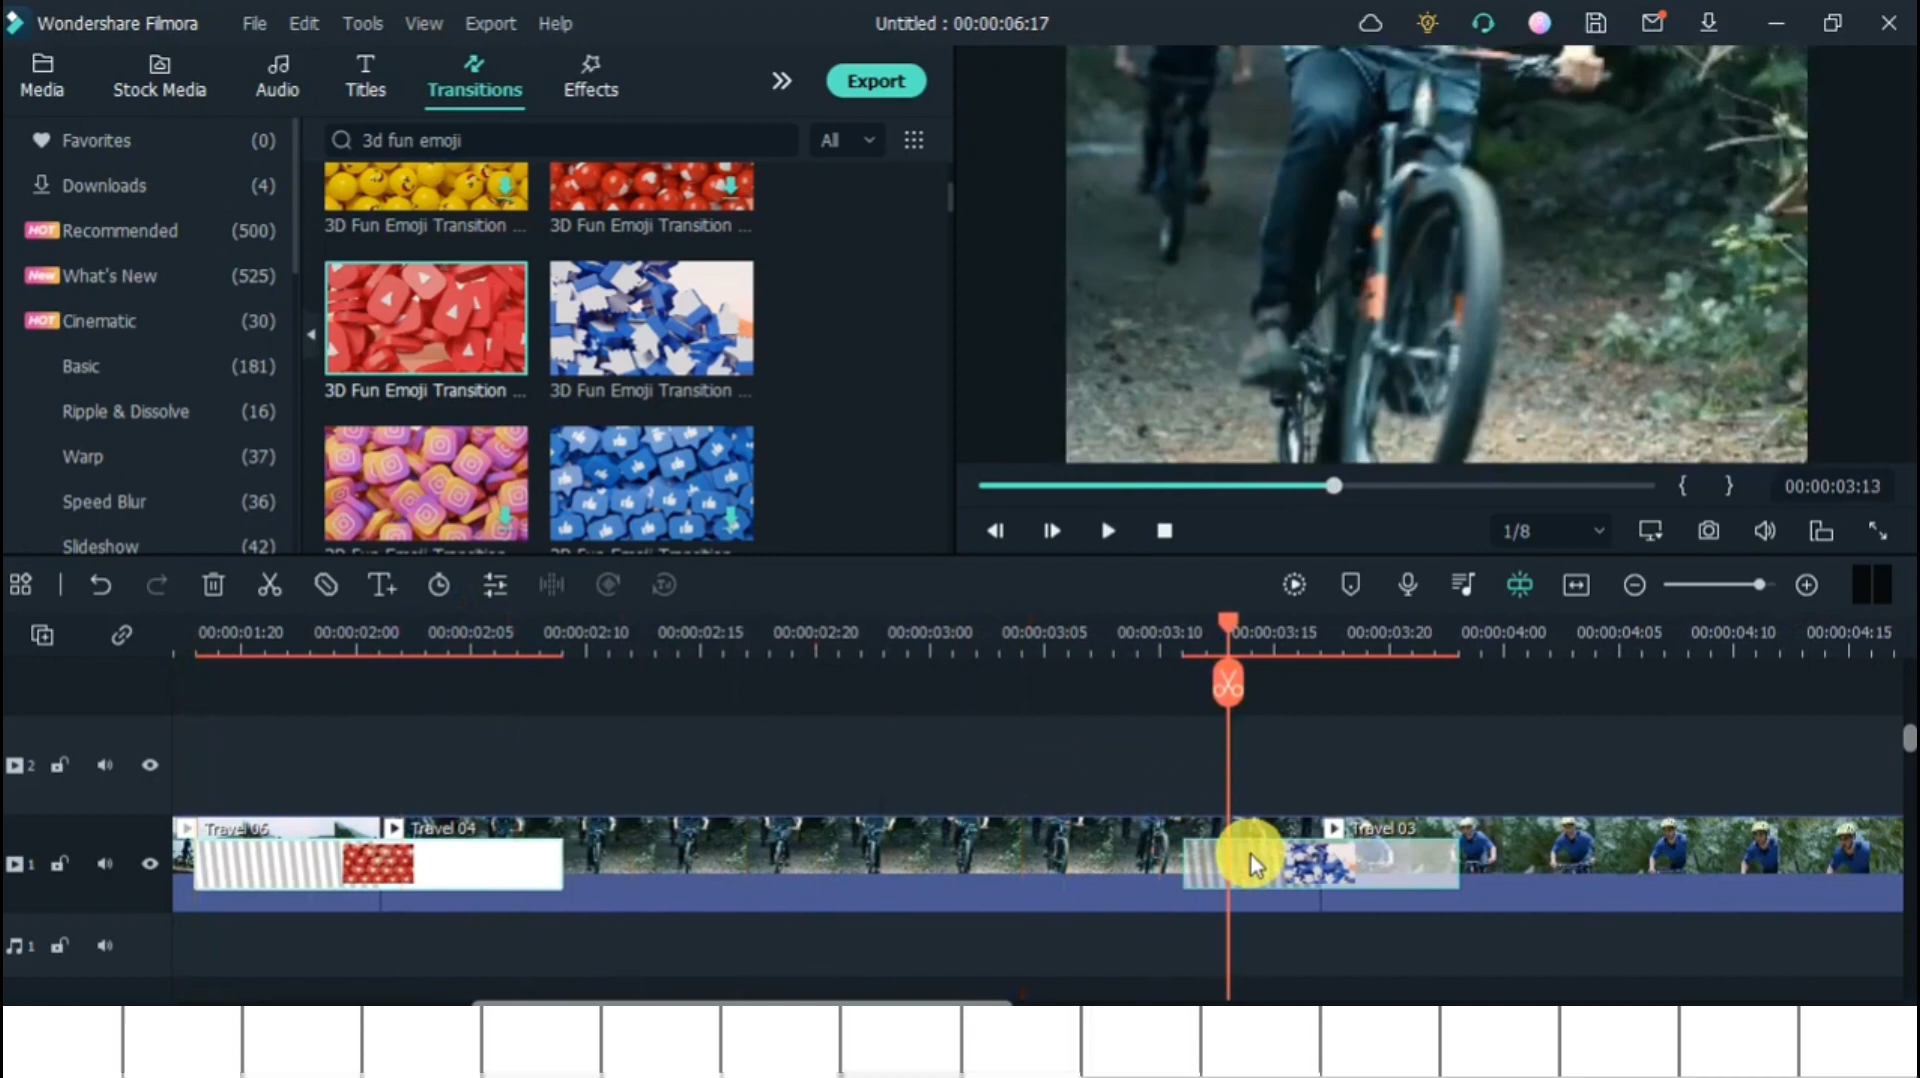 Wondershare Filmora File Edit Tools View Export Help Untitled : 00:00:06:17
Media Stock Media Audio Titles Transitions Effects Export
Favorites (0)
Downloads (4)
HOT Recommended (500)
New What's New (525)
HOT Cinematic (30)
Basic (181)
Ripple & Dissolve (16)
Warp (37)
Speed Blur (36)
Slideshow (42)
3d fun emoji All
3D Fun Emoji Transition ... 3D Fun Emoji Transition ...
3D Fun Emoji Transition ... 3D Fun Emoji Transition ...
00:00:03:13
1/8
00:00:01:20 00:00:02:00 00:00:02:05 00:00:02:10 00:00:02:15 00:00:02:20 00:00:03:00 00:00:03:05 00:00:03:10 00:00:03:15 00:00:03:20 00:00:04:00 00:00:04:05 00:00:04:10 00:00:04:15
2
Travel 06 Travel 04 Travel 03
1
1